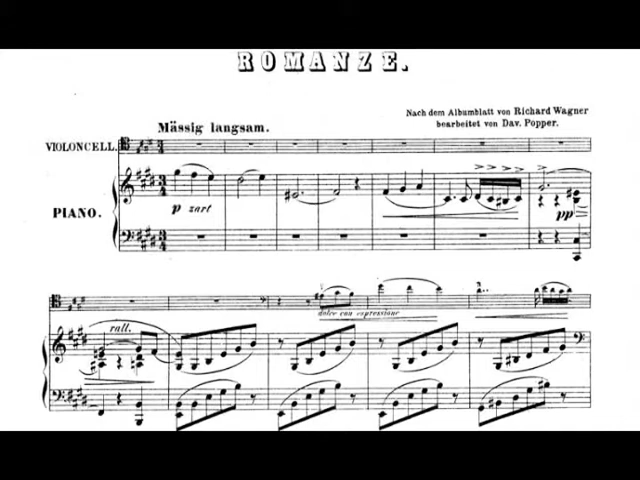 ROMANZE.
Nach dem Albumblatt von Richard Wagner
bearbeitet von Dav. Popper.
Mässig langsam.
VIOLONCELL.
PIANO.
p zart
pp
rall.
dolce con espressione